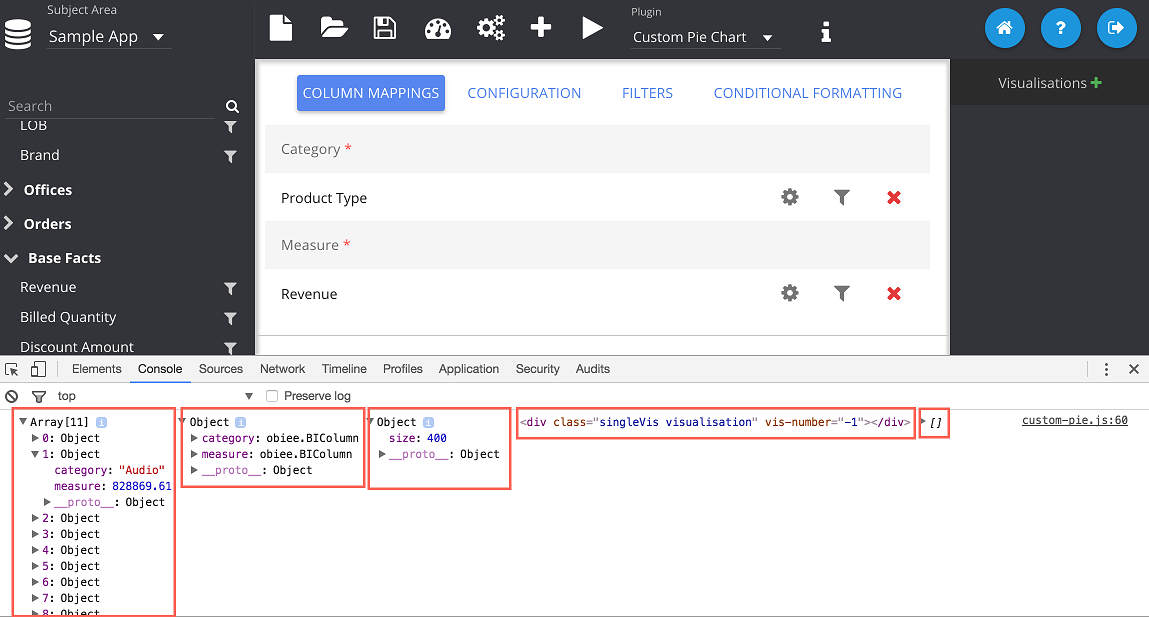 Subject Area
Sample App
Plugin
Custom Pie Chart
Search
LOB
Brand
Offices
Orders
Base Facts
Revenue
Billed Quantity
Discount Amount
COLUMN MAPPINGS CONFIGURATION FILTERS CONDITIONAL FORMATTING
Category *
Product Type
Measure *
Revenue
Visualisations
Elements Console Sources Network Timeline Profiles Application Security Audits
top Preserve log
Array[11]
0: Object
1: Object
category: "Audio"
measure: 828869.61
__proto__: Object
2: Object
3: Object
4: Object
5: Object
6: Object
7: Object
8: Object
Object
category: obiee.BIColumn
measure: obiee.BIColumn
__proto__: Object
Object
size: 400
__proto__: Object
<div class="singleVis visualisation" vis-number="-1"></div>
[]
custom-pie.js:60